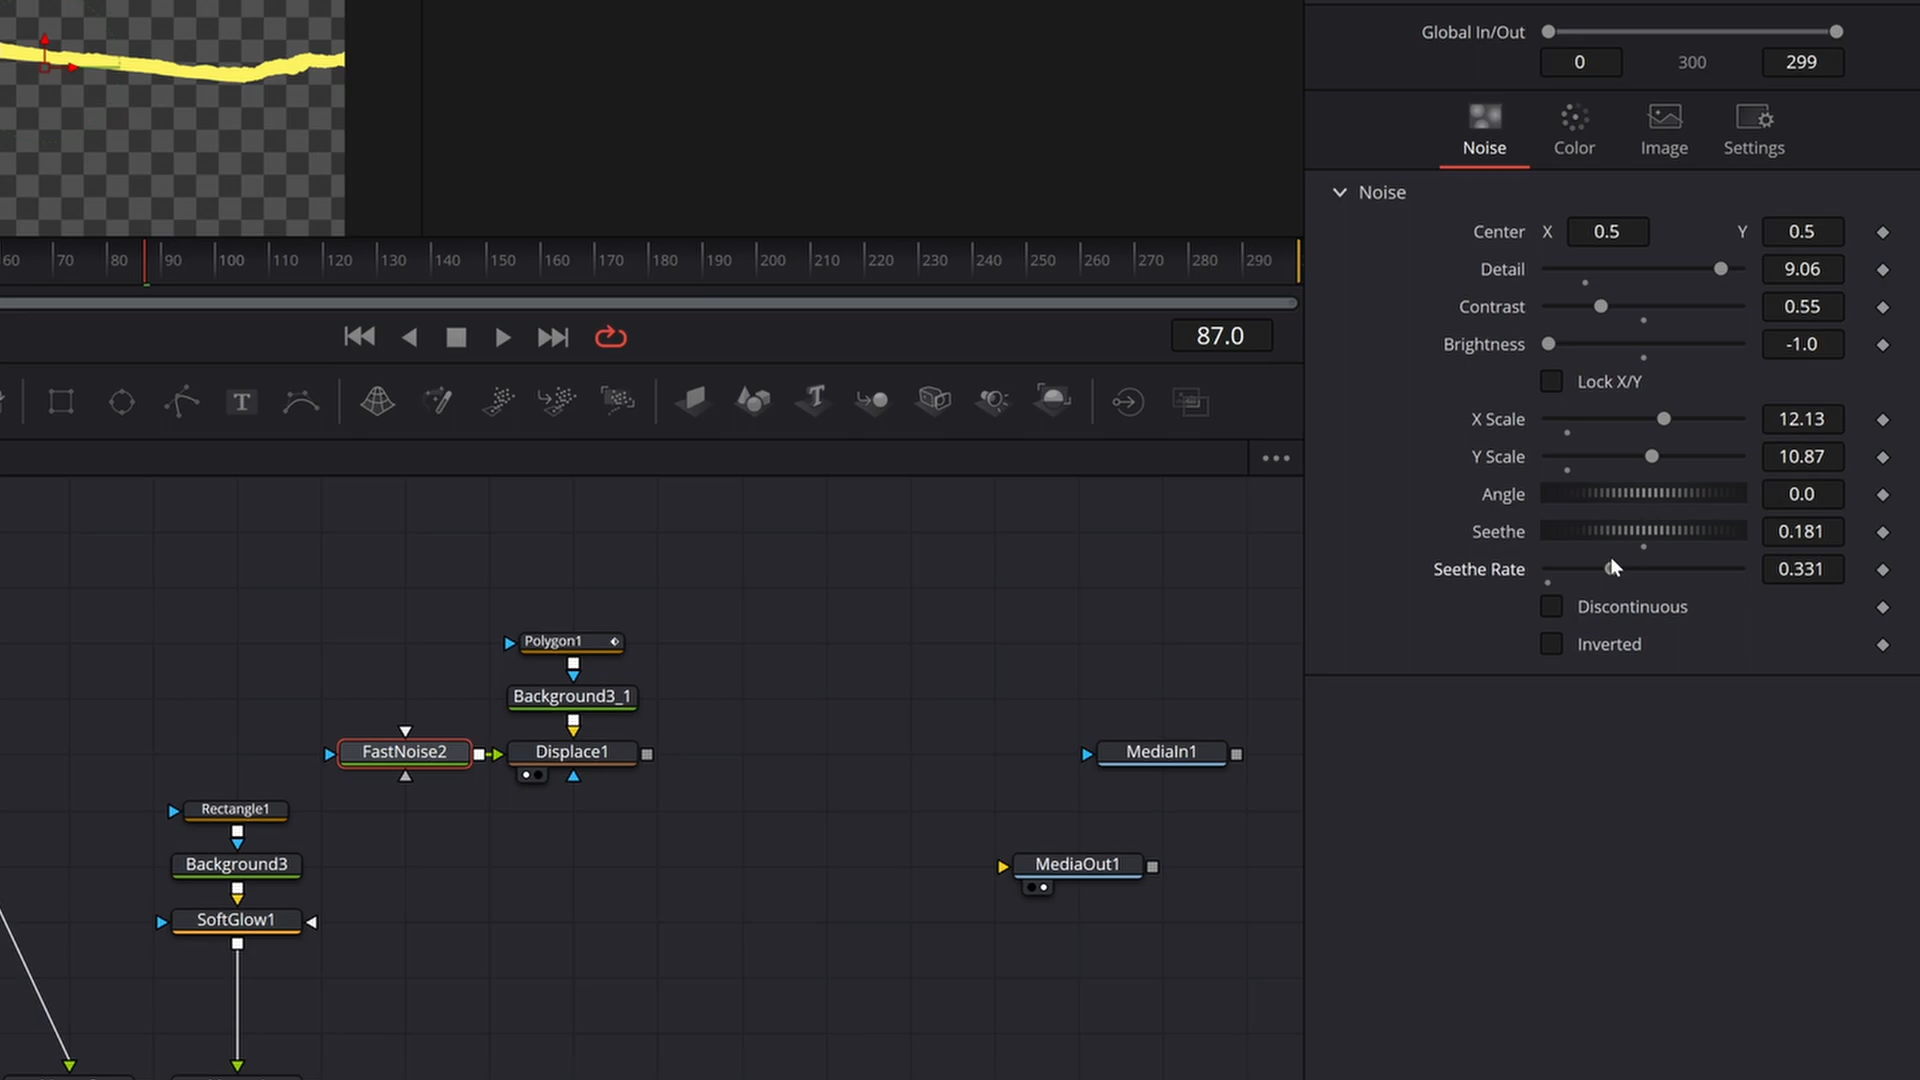 Global In/Out
0 300 299
Noise Color Image Settings
Noise
Center X 0.5 Y 0.5
Detail 9.06
Contrast 0.55
Brightness -1.0
Lock X/Y
X Scale 12.13
Y Scale 10.87
Angle 0.0
Seethe 0.181
Seethe Rate 0.331
Discontinuous
Inverted
60 70 80 90 100 110 120 130 140 150 160 170 180 190 200 210 220 230 240 250 260 270 280 290
87.0
T
T
Polygon1
Background3_1
FastNoise2 Displace1 MediaIn1
Rectangle1
Background3 MediaOut1
SoftGlow1